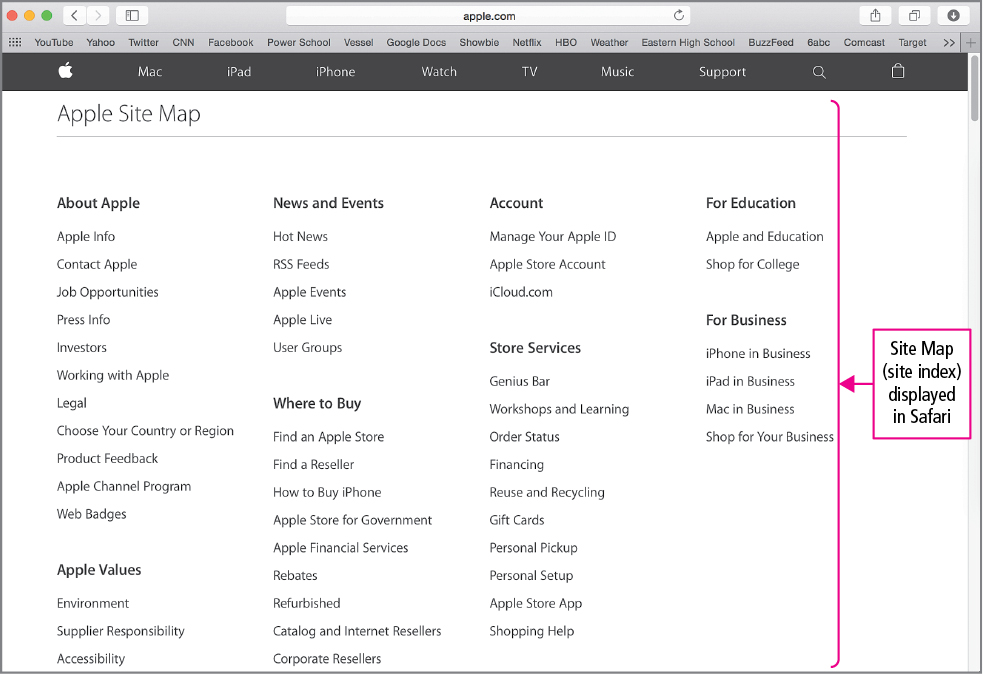 apple.com
YouTube Yahoo Twitter CNN Facebook Power School Vessel Google Docs Showbie Netflix HBO Weather Eastern High School BuzzFeed 6abc Comcast Target >> +
Mac iPad iPhone Watch TV Music Support
Apple Site Map
About Apple
Apple Info
Contact Apple
Job Opportunities
Press Info
Investors
Working with Apple
Legal
Choose Your Country or Region
Product Feedback
Apple Channel Program
Web Badges
Apple Values
Environment
Supplier Responsibility
Accessibility
News and Events
Hot News
RSS Feeds
Apple Events
Apple Live
User Groups
Where to Buy
Find an Apple Store
Find a Reseller
How to Buy iPhone
Apple Store for Government
Apple Financial Services
Rebates
Refurbished
Catalog and Internet Resellers
Corporate Resellers
Account
Manage Your Apple ID
Apple Store Account
iCloud.com
Store Services
Genius Bar
Workshops and Learning
Order Status
Financing
Reuse and Recycling
Gift Cards
Personal Pickup
Personal Setup
Apple Store App
Shopping Help
For Education
Apple and Education
Shop for College
For Business
iPhone in Business
iPad in Business
Mac in Business
Shop for Your Business
Site Map
(site index)
displayed
in Safari